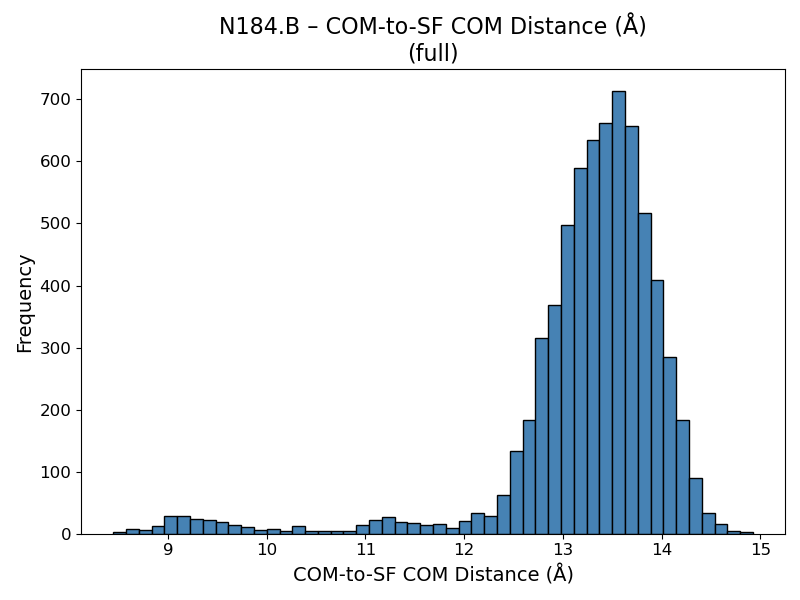 N184.B – COM-to-SF COM Distance (Å)
(full)
Frequency
700
600
500
400
300
200
100
0
9 10 11 12 13 14 15
COM-to-SF COM Distance (Å)